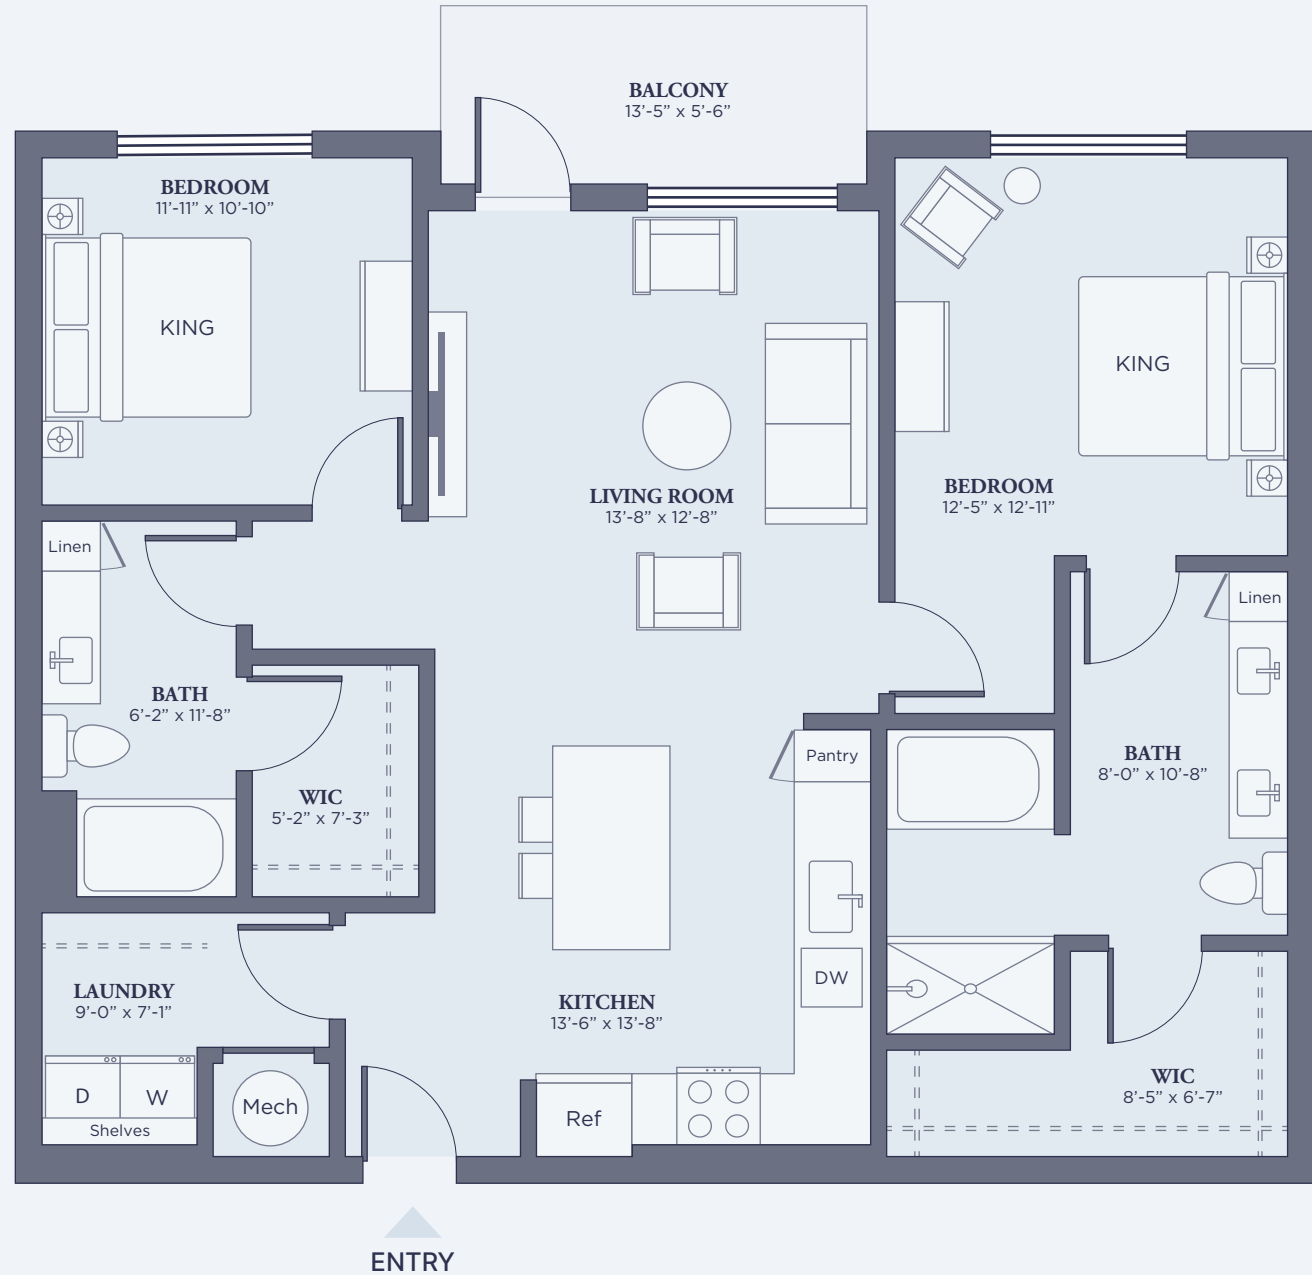 BALCONY
13’-5” x 5’-6”
BEDROOM
11’-11” x 10’-10”
KING
KING
LIVING ROOM
13’-8” x 12’-8”
BEDROOM
12’-5” x 12’-11”
Linen
Linen
BATH
6’-2” x 11’-8”
WIC
5’-2” x 7’-3”
Pantry
BATH
8’-0” x 10’-8”
DW
LAUNDRY
9’-0” x 7’-1”
KITCHEN
13’-6” x 13’-8”
D
W
Shelves
Mech
Ref
WIC
8’-5” x 6’-7”
ENTRY